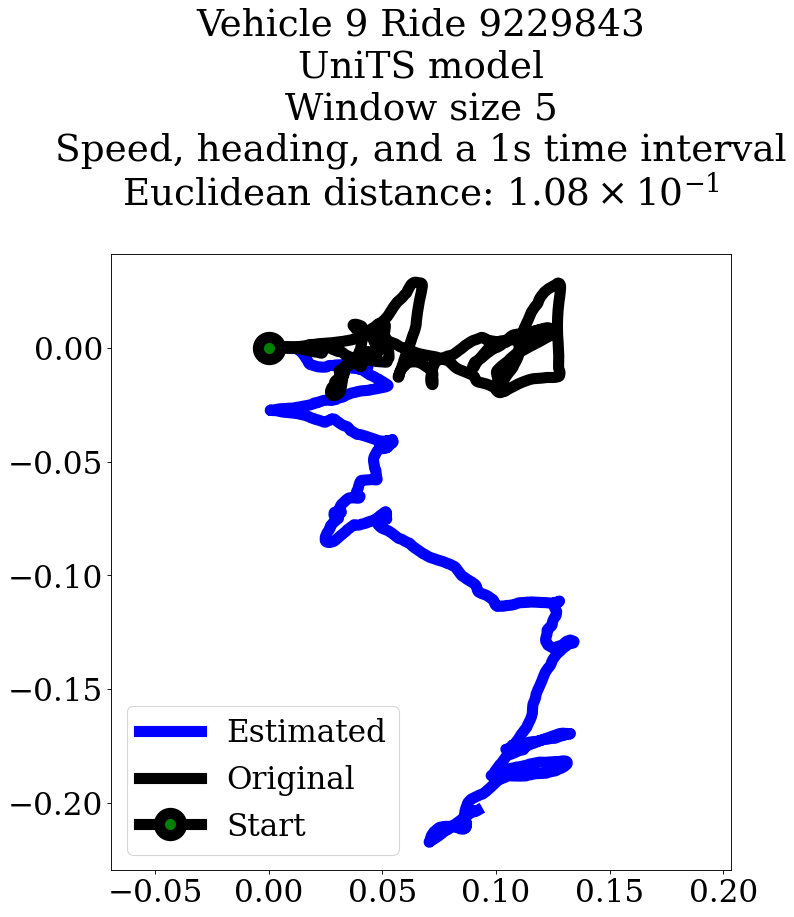 Vehicle 9 Ride 9229843
UniTS model
Window size 5
Speed, heading, and a 1s time interval
Euclidean distance: 1.08 × 10⁻¹
0.00
−0.05
−0.10
−0.15
−0.20
Estimated
Original
Start
−0.05 0.00 0.05 0.10 0.15 0.20